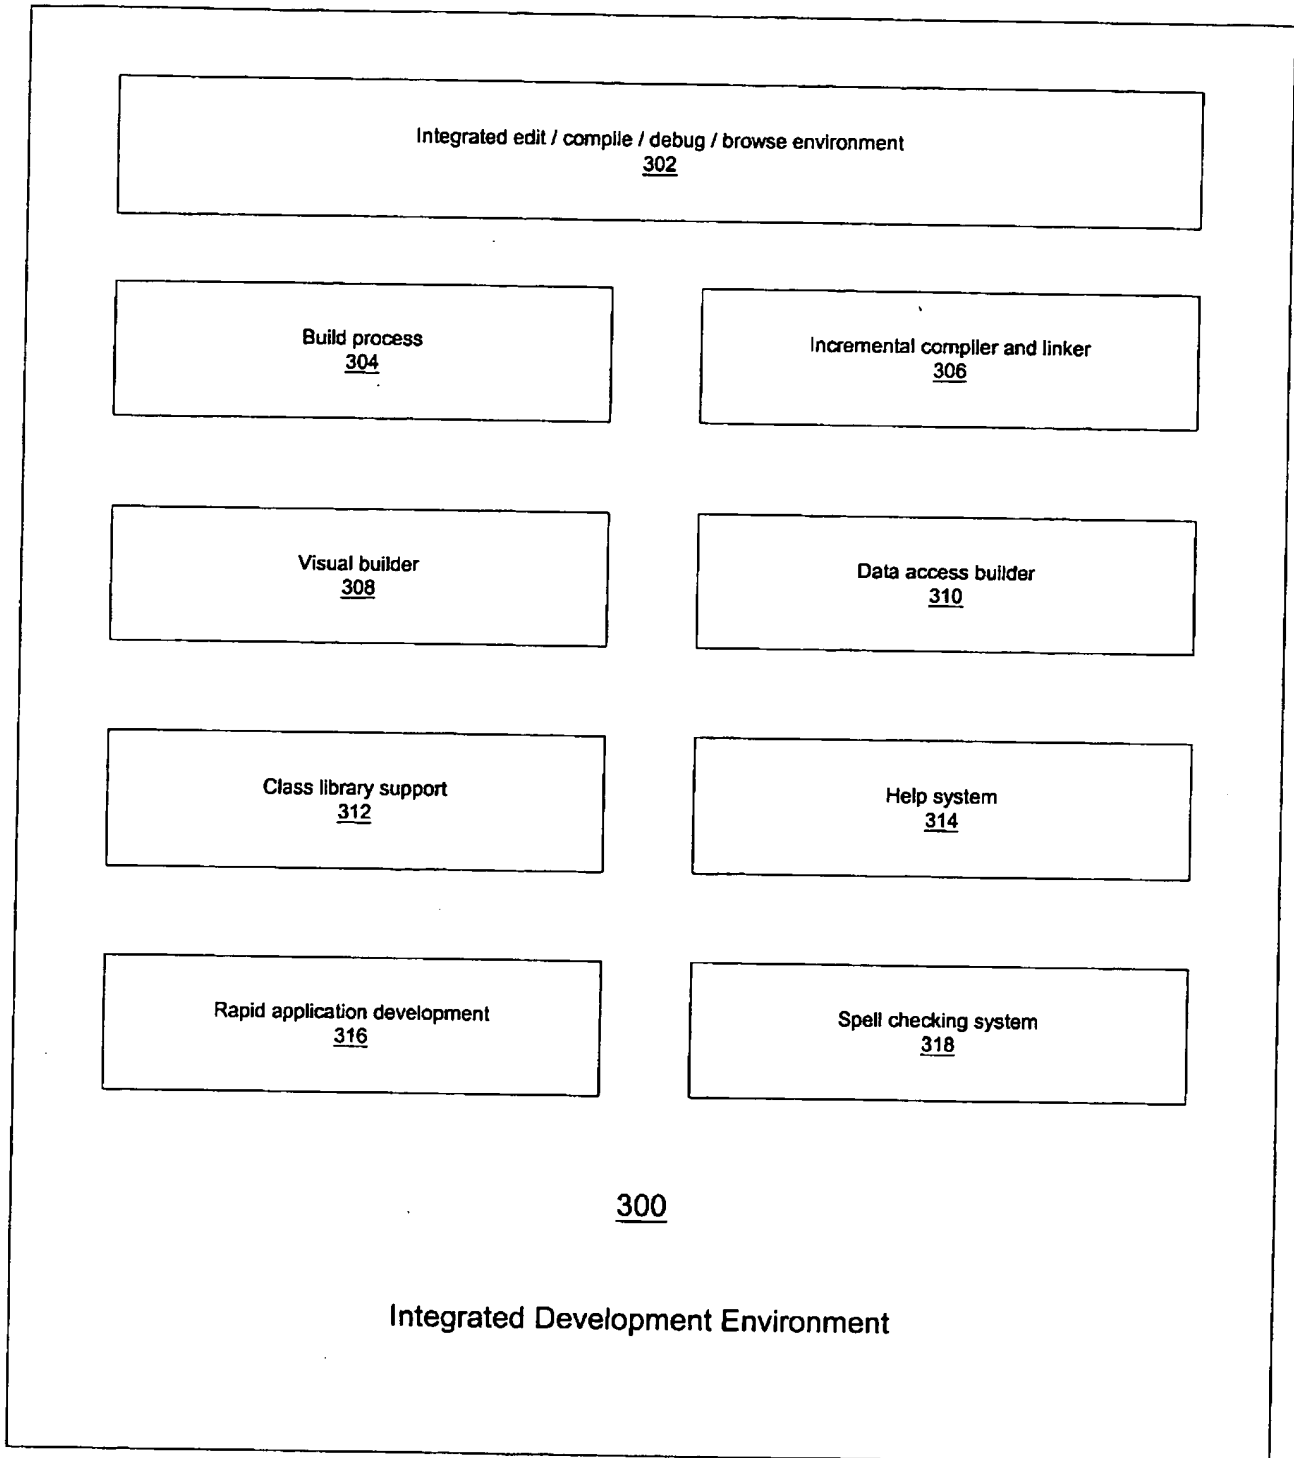 Integrated edit / compile / debug / browse environment
302
Build process
304
Incremental compiler and linker
306
Visual builder
308
Data access builder
310
Class library support
312
Help system
314
Rapid application development
316
Spell checking system
318
300
Integrated Development Environment